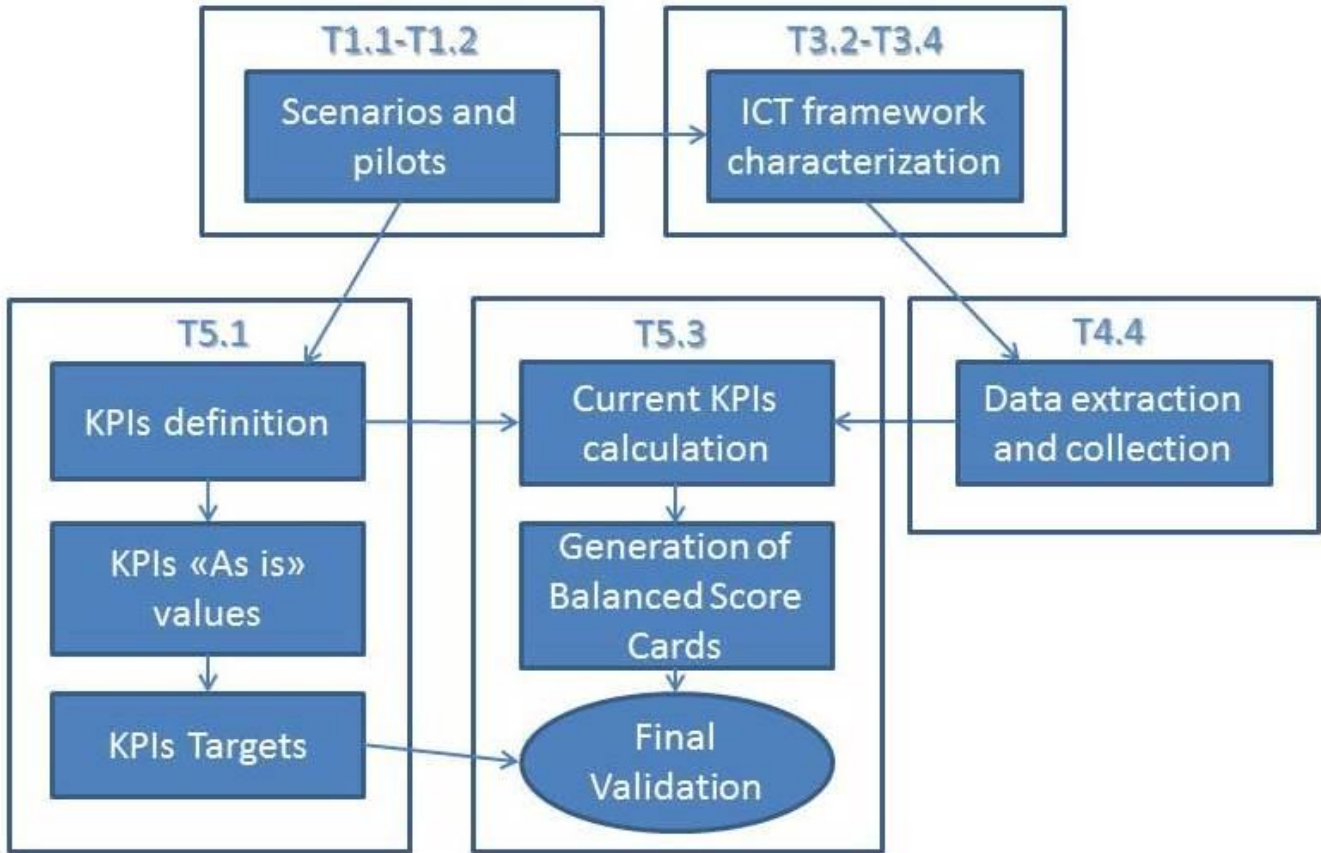 T1.1-T1.2
Scenarios and
pilots
T3.2-T3.4
ICT framework
characterization
T5.1
KPIs definition
KPIs «As is»
values
KPIs Targets
T5.3
Current KPIs
calculation
Generation of
Balanced Score
Cards
Final
Validation
T4.4
Data extraction
and collection